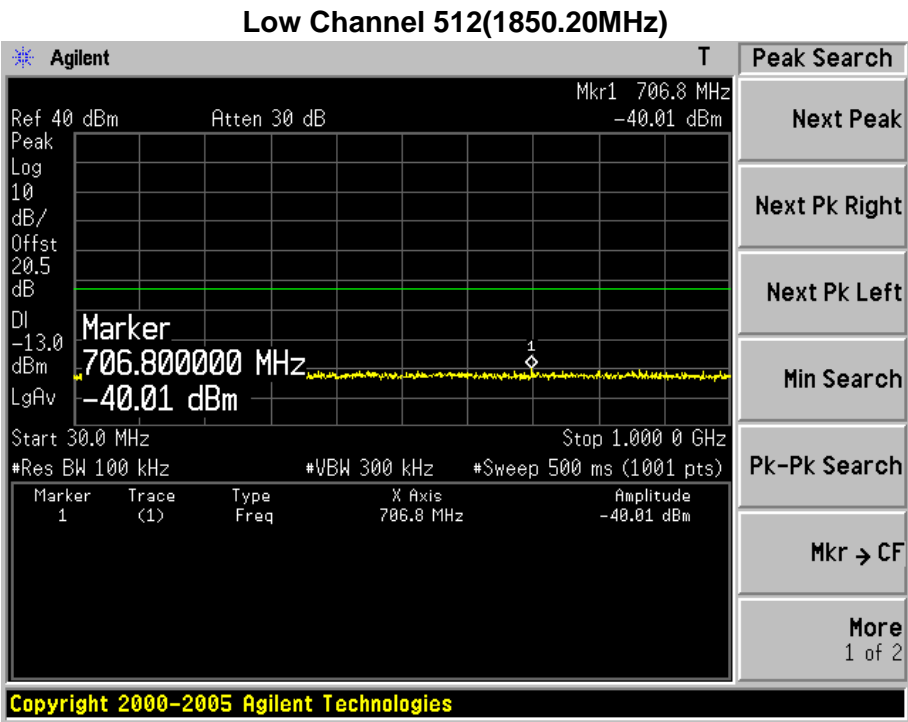 Low Channel 512(1850.20MHz)
Agilent T Peak Search
Mkr1 706.8 MHz
Ref 40 dBm Atten 30 dB -40.01 dBm
Peak
Log
10
dB/
Offst
20.5
dB
DI
-13.0
dBm
LgAv
Marker
706.800000 MHz
-40.01 dBm
1
Start 30.0 MHz Stop 1.000 0 GHz
#Res BW 100 kHz #VBW 300 kHz #Sweep 500 ms (1001 pts)
Marker Trace Type X Axis Amplitude
1 (1) Freq 706.8 MHz -40.01 dBm
Next Peak
Next Pk Right
Next Pk Left
Min Search
Pk-Pk Search
Mkr → CF
More
1 of 2
Copyright 2000-2005 Agilent Technologies